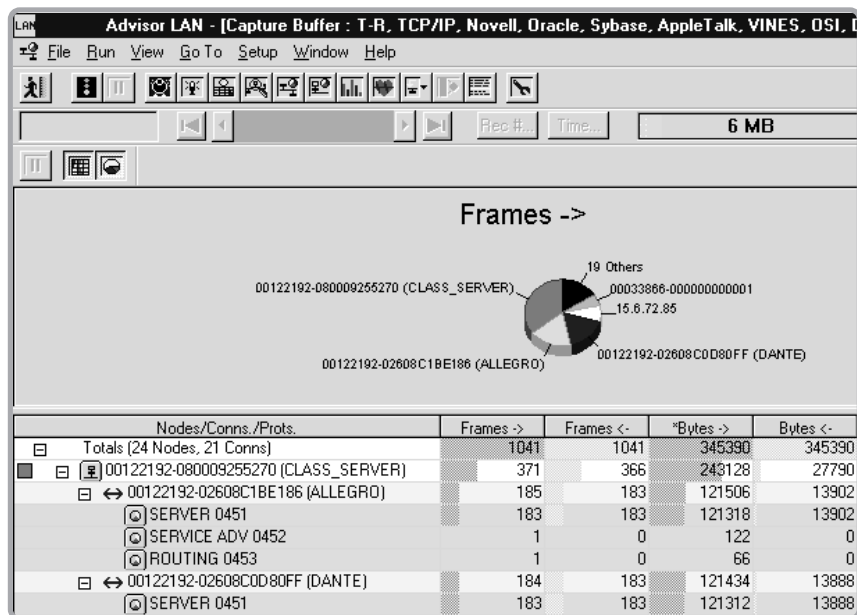 LAN Advisor LAN - [Capture Buffer : T-R, TCP/IP, Novell, Oracle, Sybase, AppleTalk, VINES, OSI,
File Run View Go To Setup Window Help
Rec #... Time... 6 MB
Frames ->
19 Others
00122192-080009255270 (CLASS_SERVER)
00033866-000000000001
15.6.72.85
00122192-02608C0D80FF (DANTE)
00122192-02608C1BE186 (ALLEGRO)
Nodes/Conns./Prots. Frames -> Frames <- *Bytes -> Bytes <-
Totals (24 Nodes, 21 Conns) 1041 1041 345390 345390
00122192-080009255270 (CLASS_SERVER) 371 366 243128 27790
00122192-02608C1BE186 (ALLEGRO) 185 183 121506 13902
SERVER 0451 183 183 121318 13902
SERVICE ADV 0452 1 0 122 0
ROUTING 0453 1 0 66 0
00122192-02608C0D80FF (DANTE) 184 183 121434 13888
SERVER 0451 183 183 121312 13888